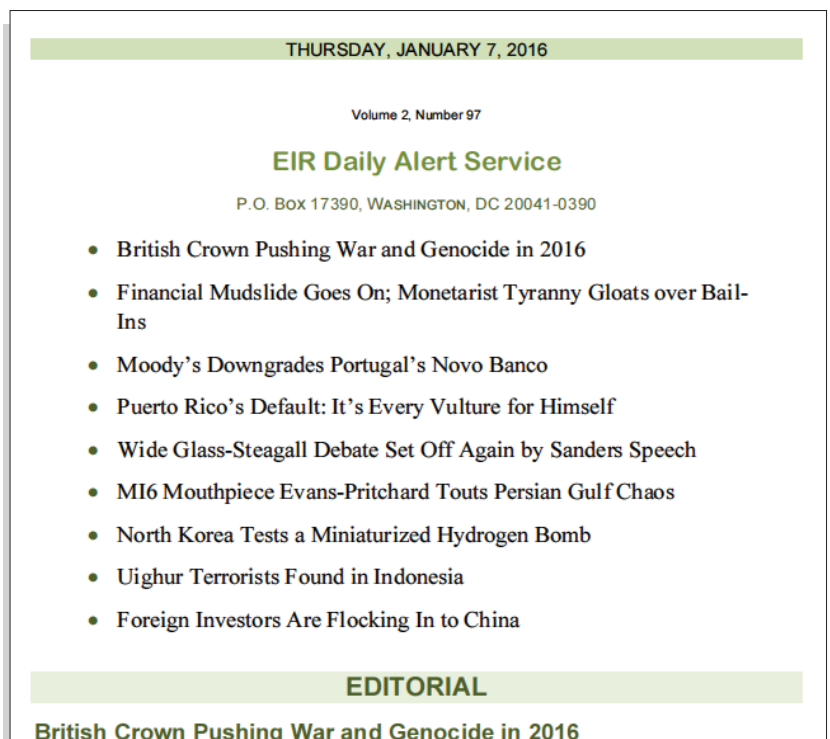 THURSDAY, JANUARY 7, 2016
Volume 2, Number 97
EIR Daily Alert Service
P.O. BOX 17390, WASHINGTON, DC 20041-0390
• British Crown Pushing War and Genocide in 2016
• Financial Mudslide Goes On; Monetarist Tyranny Gloats over Bail-
Ins
• Moody’s Downgrades Portugal’s Novo Banco
• Puerto Rico’s Default: It’s Every Vulture for Himself
• Wide Glass-Steagall Debate Set Off Again by Sanders Speech
• MI6 Mouthpiece Evans-Pritchard Touts Persian Gulf Chaos
• North Korea Tests a Miniaturized Hydrogen Bomb
• Uighur Terrorists Found in Indonesia
• Foreign Investors Are Flocking In to China
EDITORIAL
British Crown Pushing War and Genocide in 2016